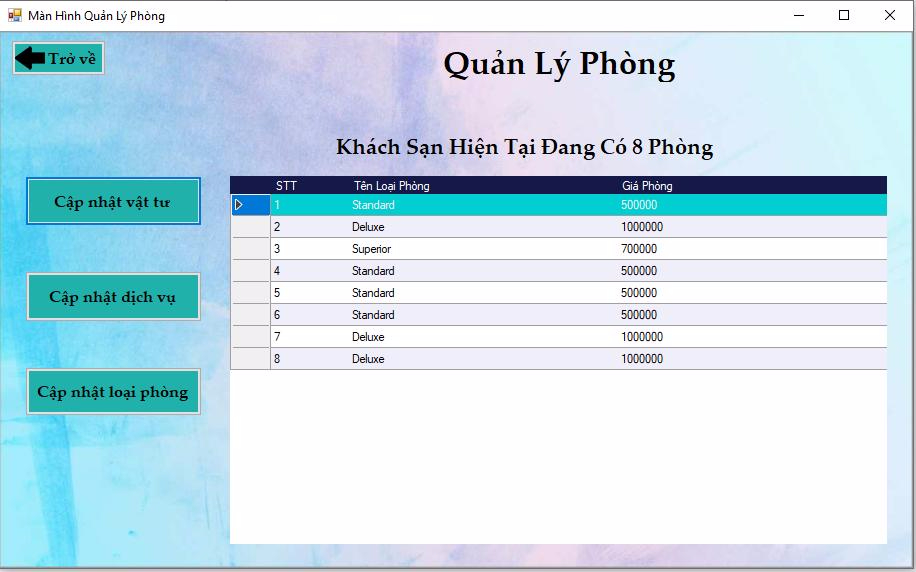 Màn Hình Quản Lý Phòng
Trở về
Quản Lý Phòng
Khách Sạn Hiện Tại Đang Có 8 Phòng
Cập nhật vật tư
Cập nhật dịch vụ
Cập nhật loại phòng
STT Tên Loại Phòng Giá Phòng
1 Standard 500000
2 Deluxe 1000000
3 Superior 700000
4 Standard 500000
5 Standard 500000
6 Standard 500000
7 Deluxe 1000000
8 Deluxe 1000000